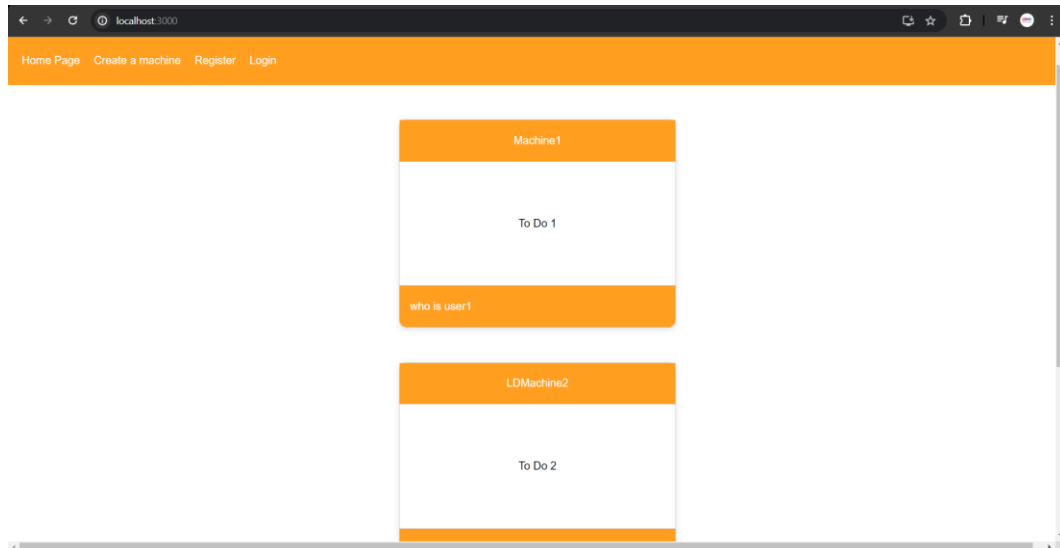 localhost:3000
Home Page Create a machine Register Login
Machine1
To Do 1
who is user1
LDMachine2
To Do 2